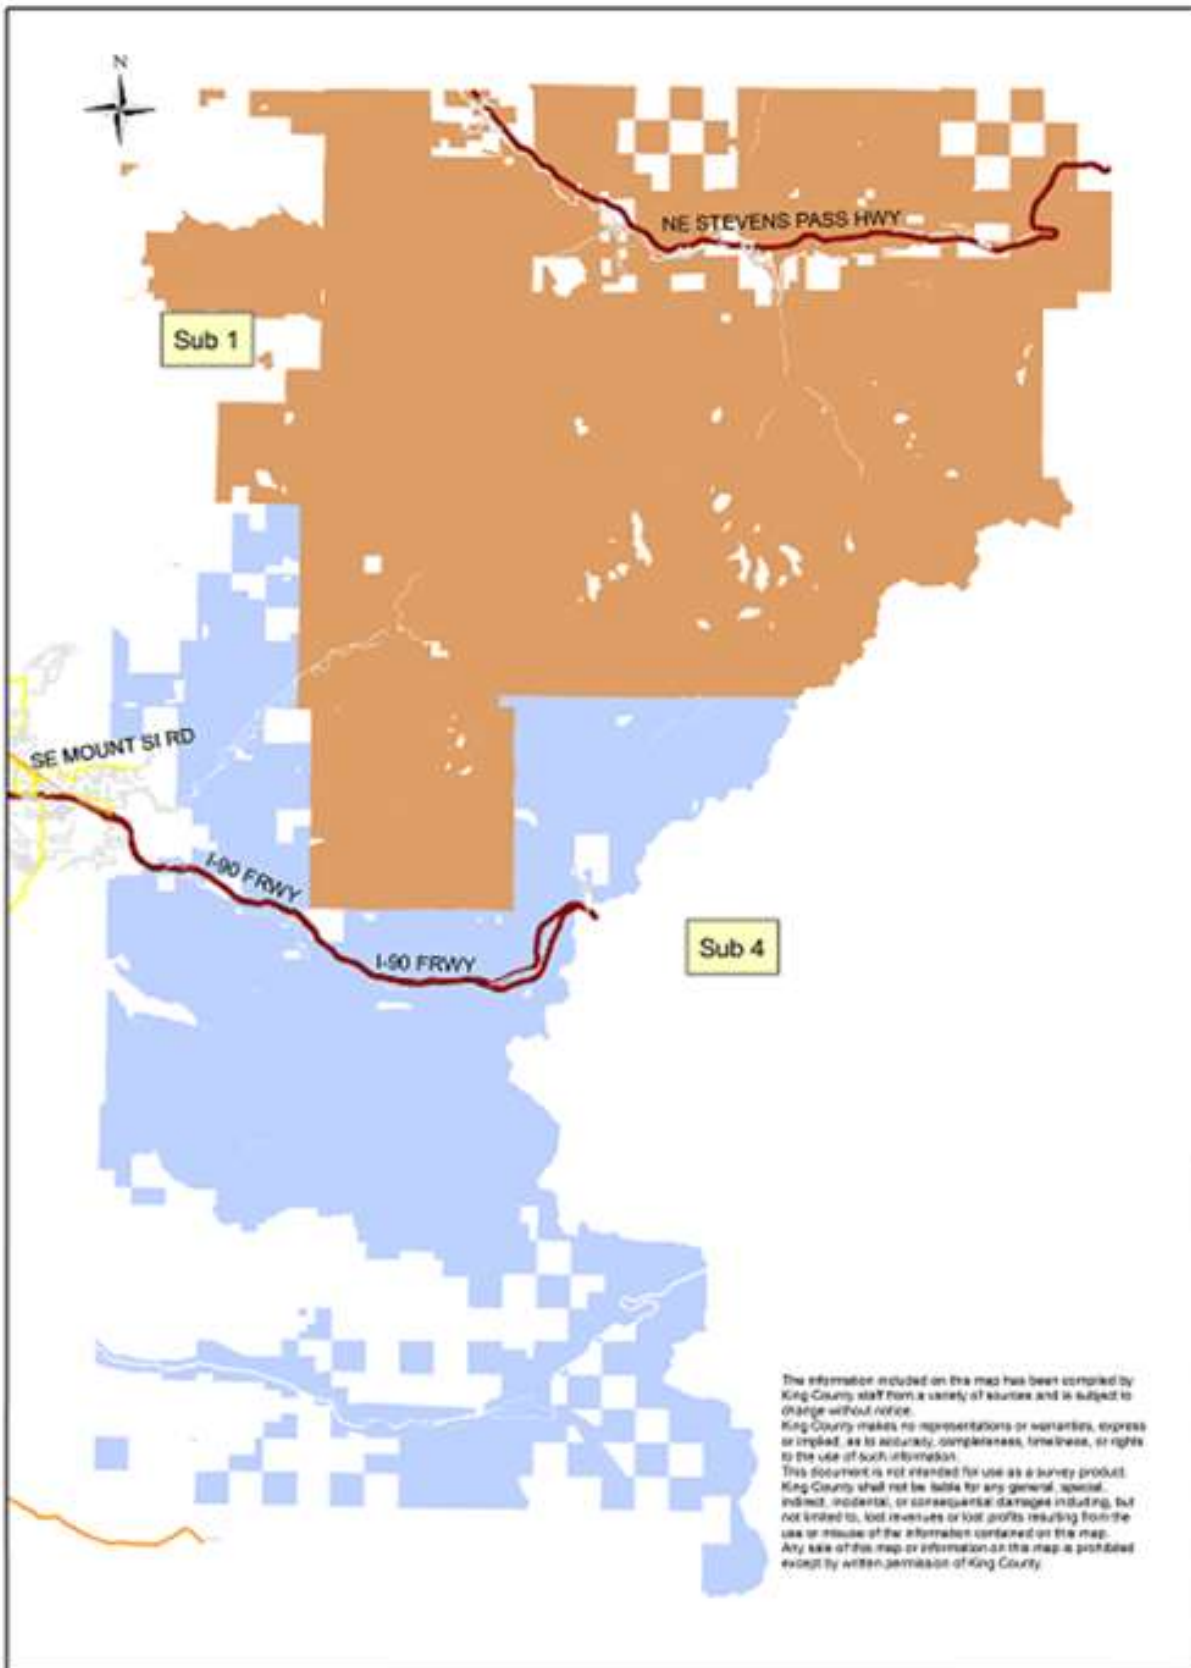 N
NE STEVENS PASS HWY
Sub 1
SE MOUNT SI RD
I-90 FRWY
I-90 FRWY
Sub 4
The information included on this map has been compiled by
King County staff from a variety of sources and is subject to
change without notice.
King County makes no representations or warranties, express
or implied, as to accuracy, completeness, timeliness, or rights
to the use of such information.
This document is not intended for use as a survey product.
King County shall not be liable for any general, special,
indirect, incidental, or consequential damages including, but
not limited to, lost revenues or lost profits resulting from the
use or misuse of the information contained on this map.
Any sale of this map or information on this map is prohibited
except by written permission of King County.